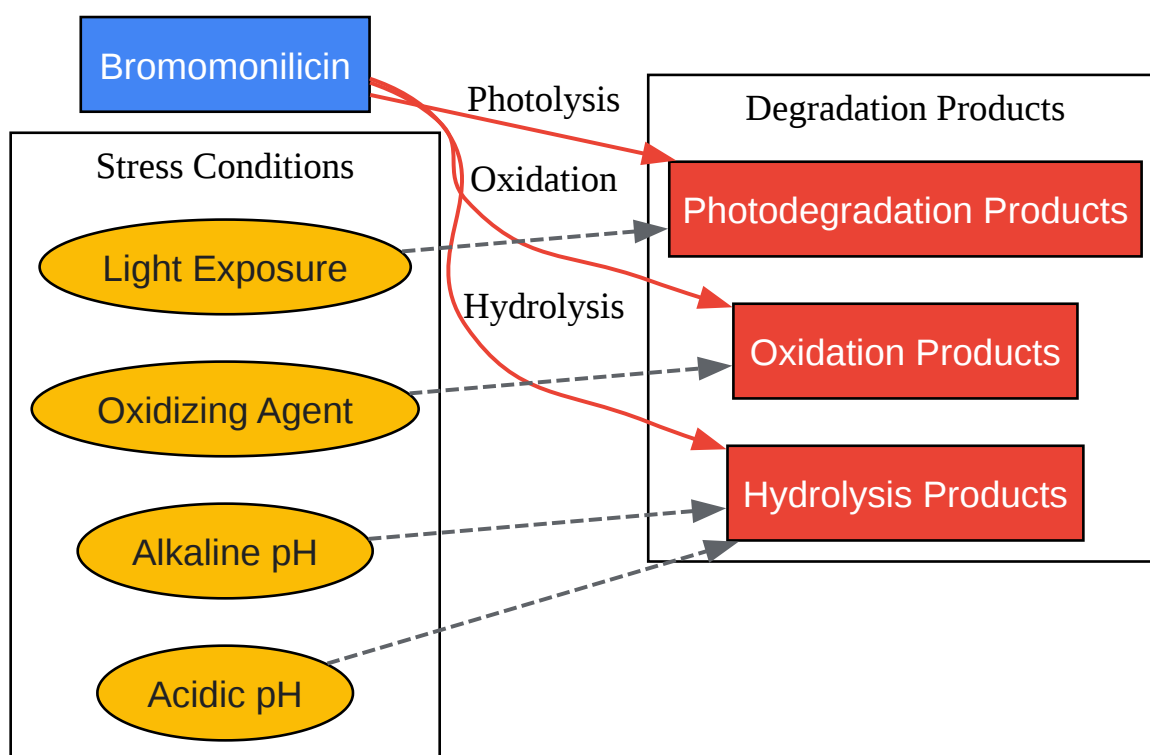 Bromomonilicin
Stress Conditions
Light Exposure
Oxidizing Agent
Alkaline pH
Acidic pH
Photolysis
Oxidation
Hydrolysis
Degradation Products
Photodegradation Products
Oxidation Products
Hydrolysis Products